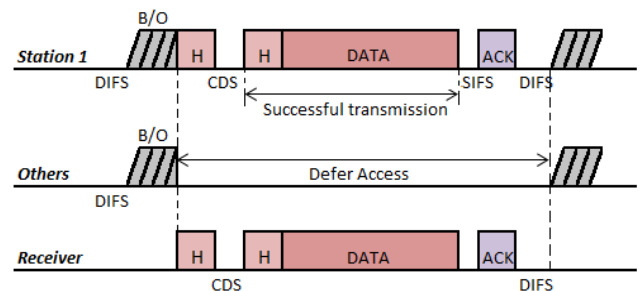 B/O
Station 1
H
H
DATA
ACK
DIFS
CDS
SIFS
DIFS
Successful transmission
B/O
Others
Defer Access
DIFS
Receiver
H
H
DATA
ACK
CDS
DIFS